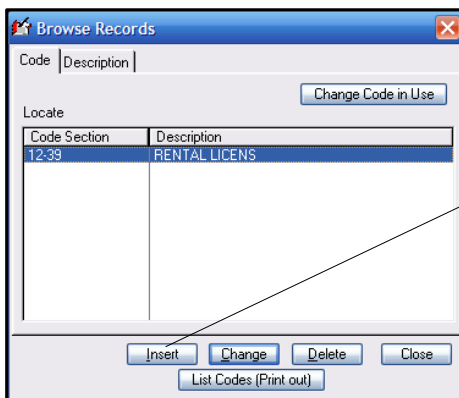 Browse Records
Code Description
Change Code in Use
Locate
Code Section Description
12-39 RENTAL LICENS
Insert Change Delete Close
List Codes (Print out)